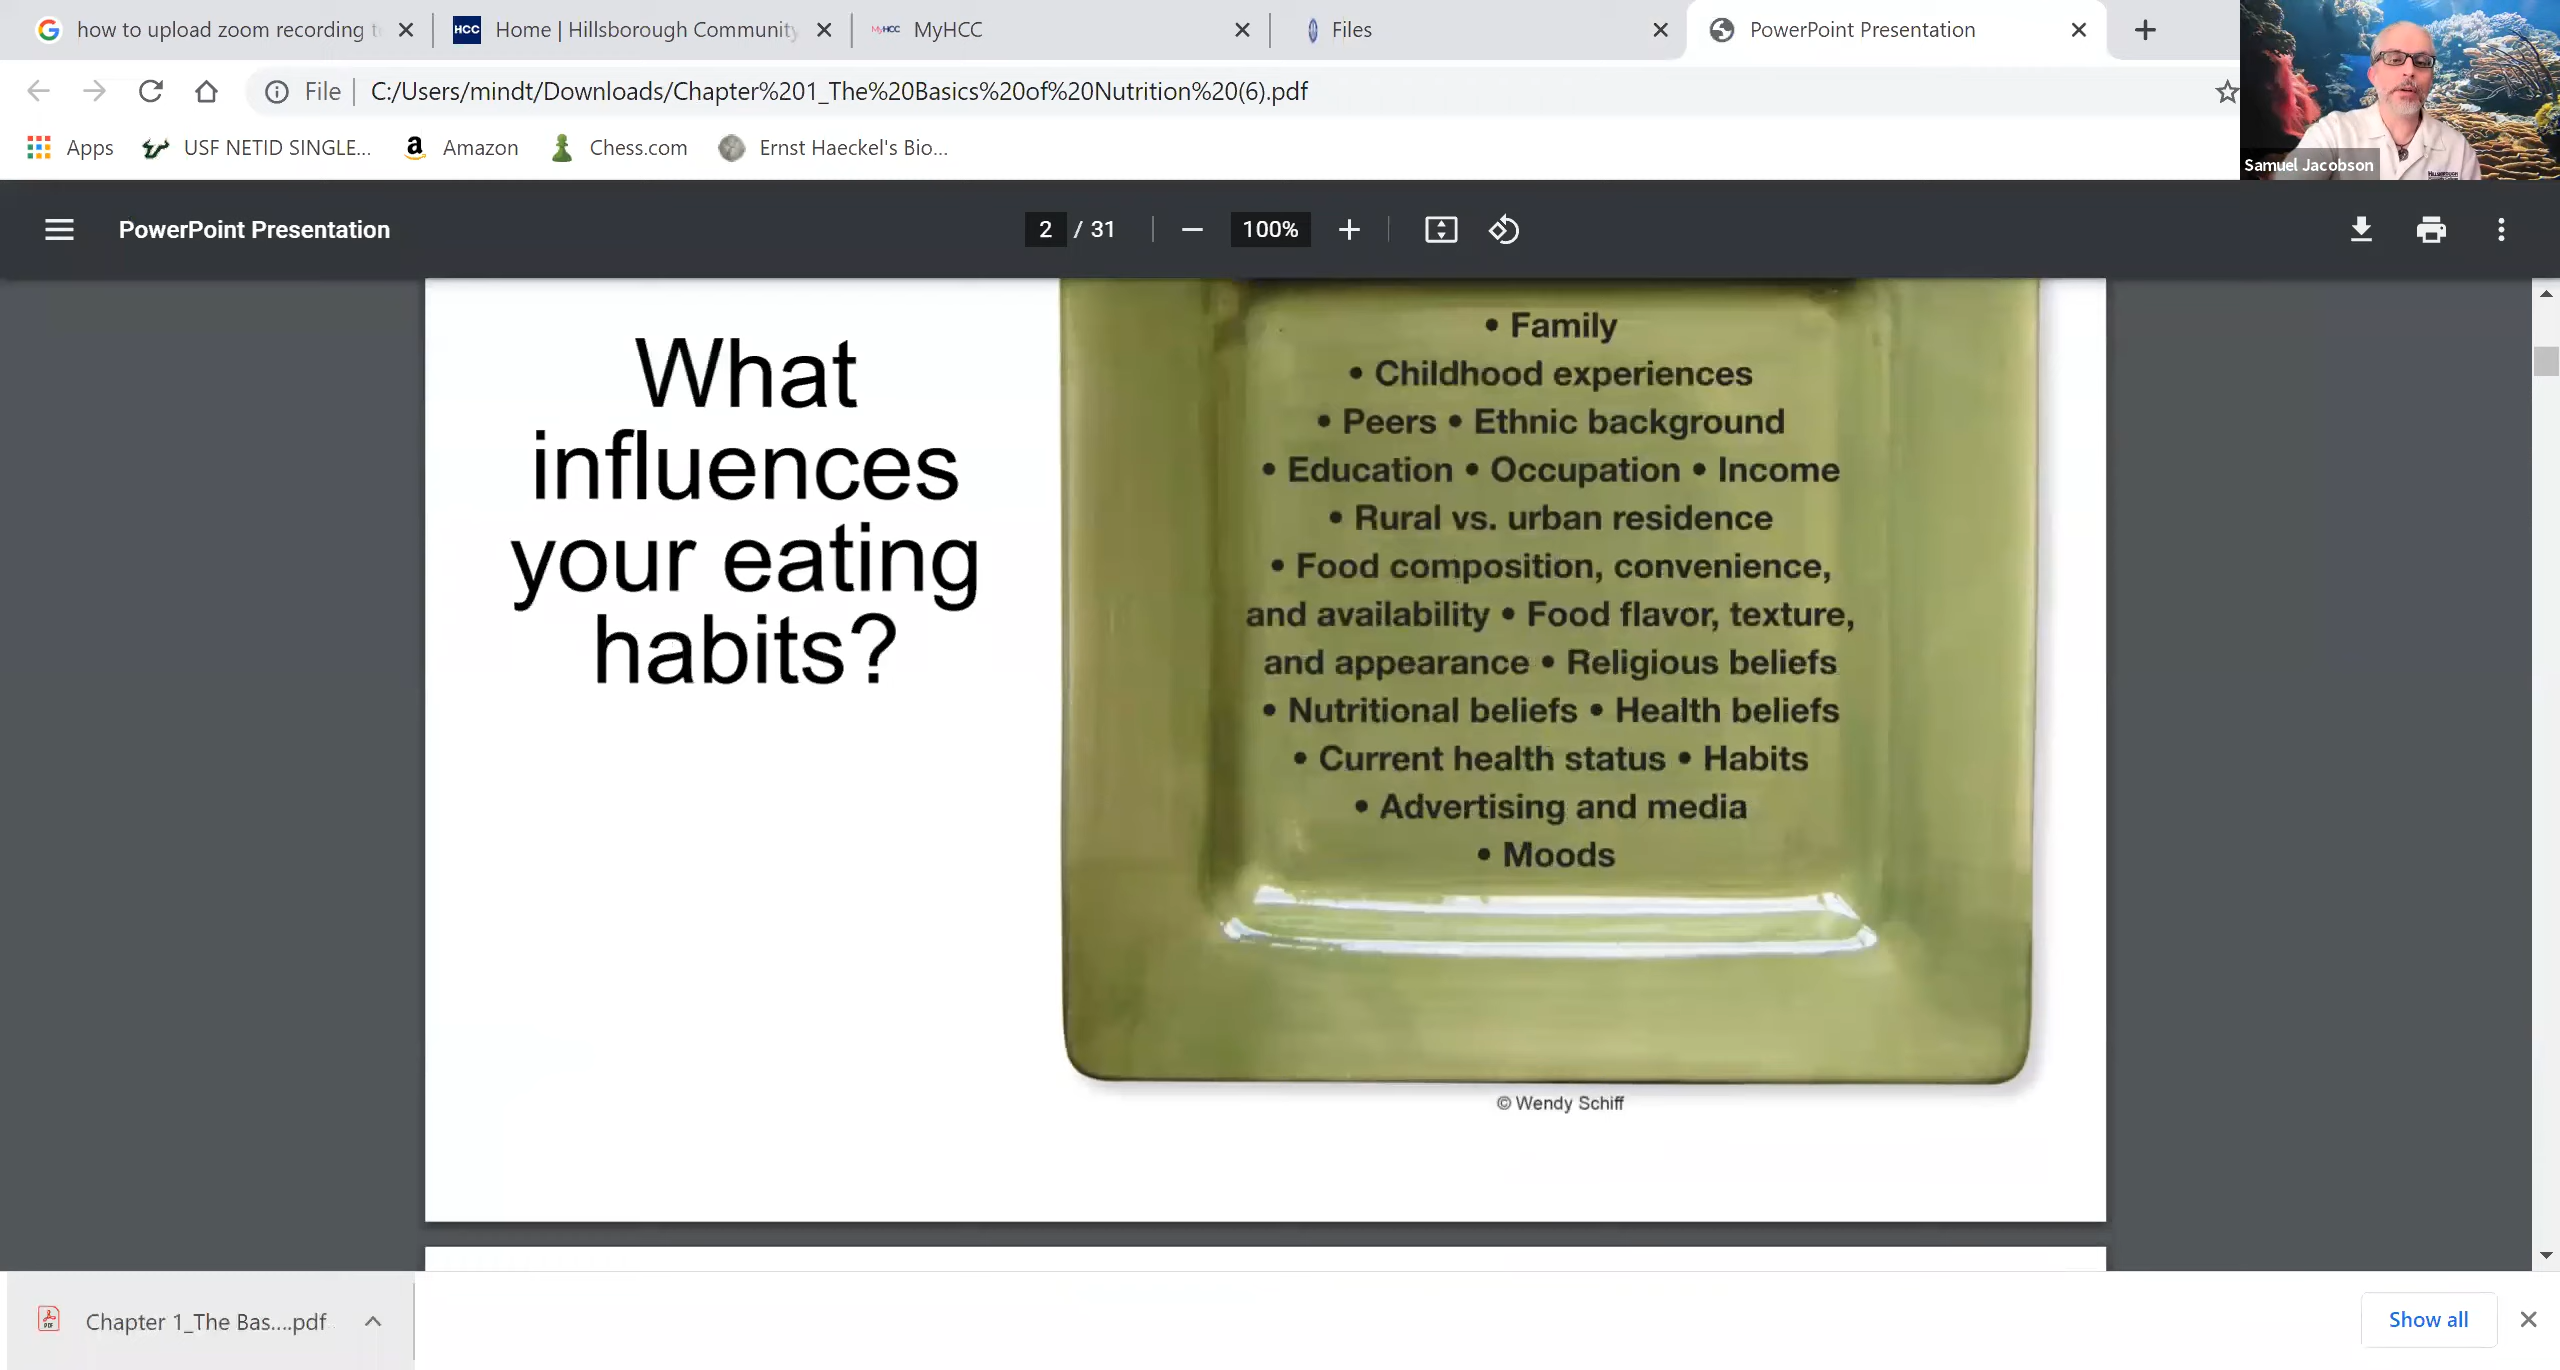 how to upload zoom recording
Home | Hillsborough Community
MyHCC
MyHCC
Files
PowerPoint Presentation
HCC
File
C:/Users/mindt/Downloads/Chapter%201_The%20Basics%20of%20Nutrition%20(6).pdf
Apps
USF NETID SINGLE...
a
Amazon
Chess.com
Ernst Haeckel's Bio...
Samuel Jacobson
PowerPoint Presentation
2 / 31
100%
What
influences
your eating
habits?
• Family
• Childhood experiences
• Peers • Ethnic background
• Education • Occupation • Income
• Rural vs. urban residence
• Food composition, convenience,
and availability • Food flavor, texture,
and appearance • Religious beliefs
• Nutritional beliefs • Health beliefs
• Current health status • Habits
• Advertising and media
• Moods
© Wendy Schiff
Chapter 1_The Bas....pdf
Show all